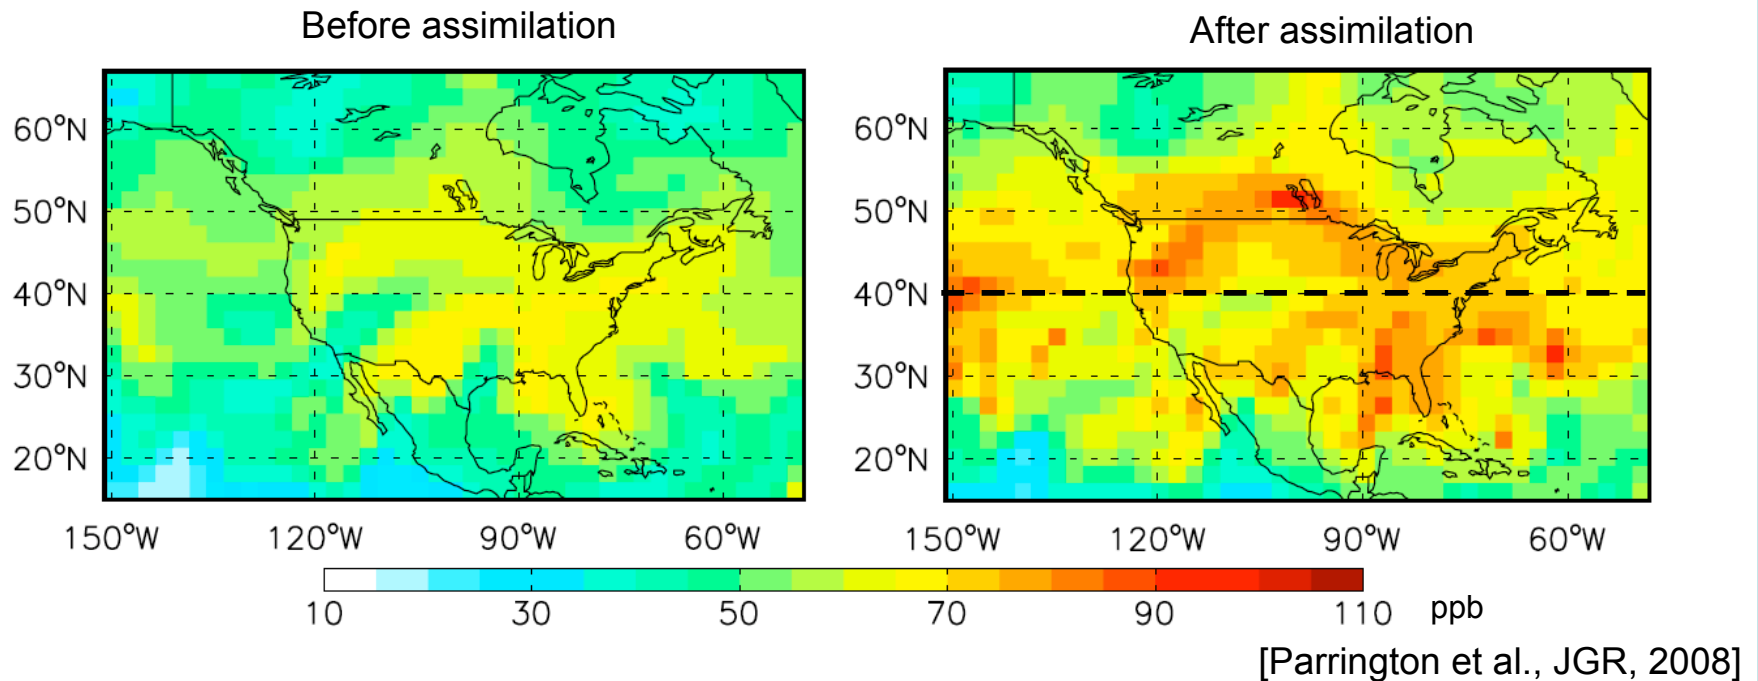 Before assimilation
After assimilation
60°N
50°N
40°N
30°N
20°N
150°W 120°W 90°W 60°W
60°N
50°N
40°N
30°N
20°N
150°W 120°W 90°W 60°W
10 30 50 70 90 110 ppb
[Parrington et al., JGR, 2008]